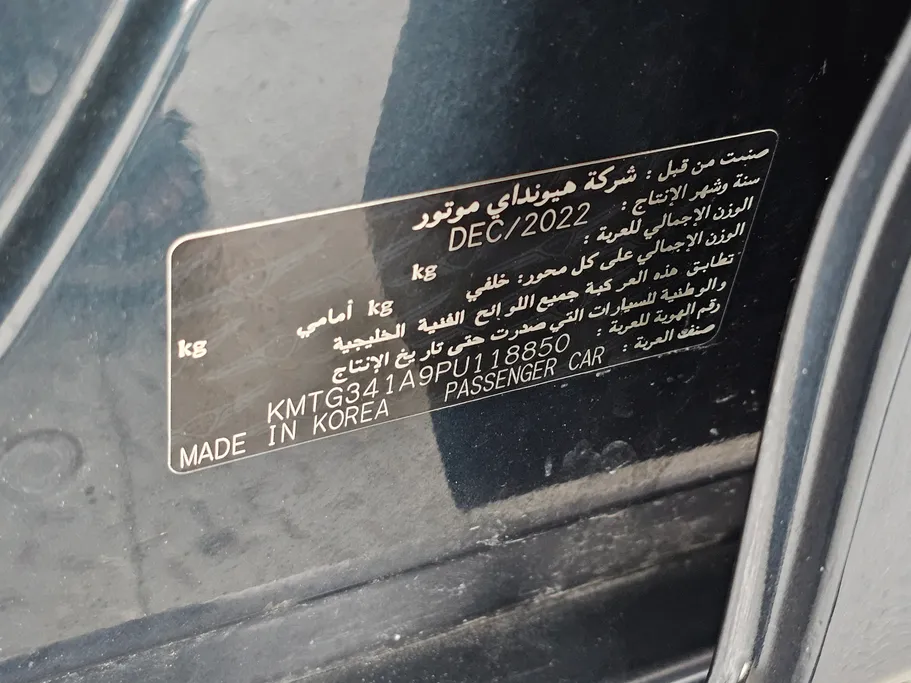 صنعت من قبل : شركة هيونداي موتور
سنة وشهر الإنتاج : DEC/2022
الوزن الإجمالي للعربة : kg
الوزن الإجمالي على كل محور: خلفي kg أمامي kg
تطابق هذه المركبة جميع اللوائح الفنية الخليجية
والوطنية للسيارات التي صدرت حتى تاريخ الإنتاج
رقم الهوية للعربة : KMTG341A9PU118850
صنف العربة : PASSENGER CAR
MADE IN KOREA